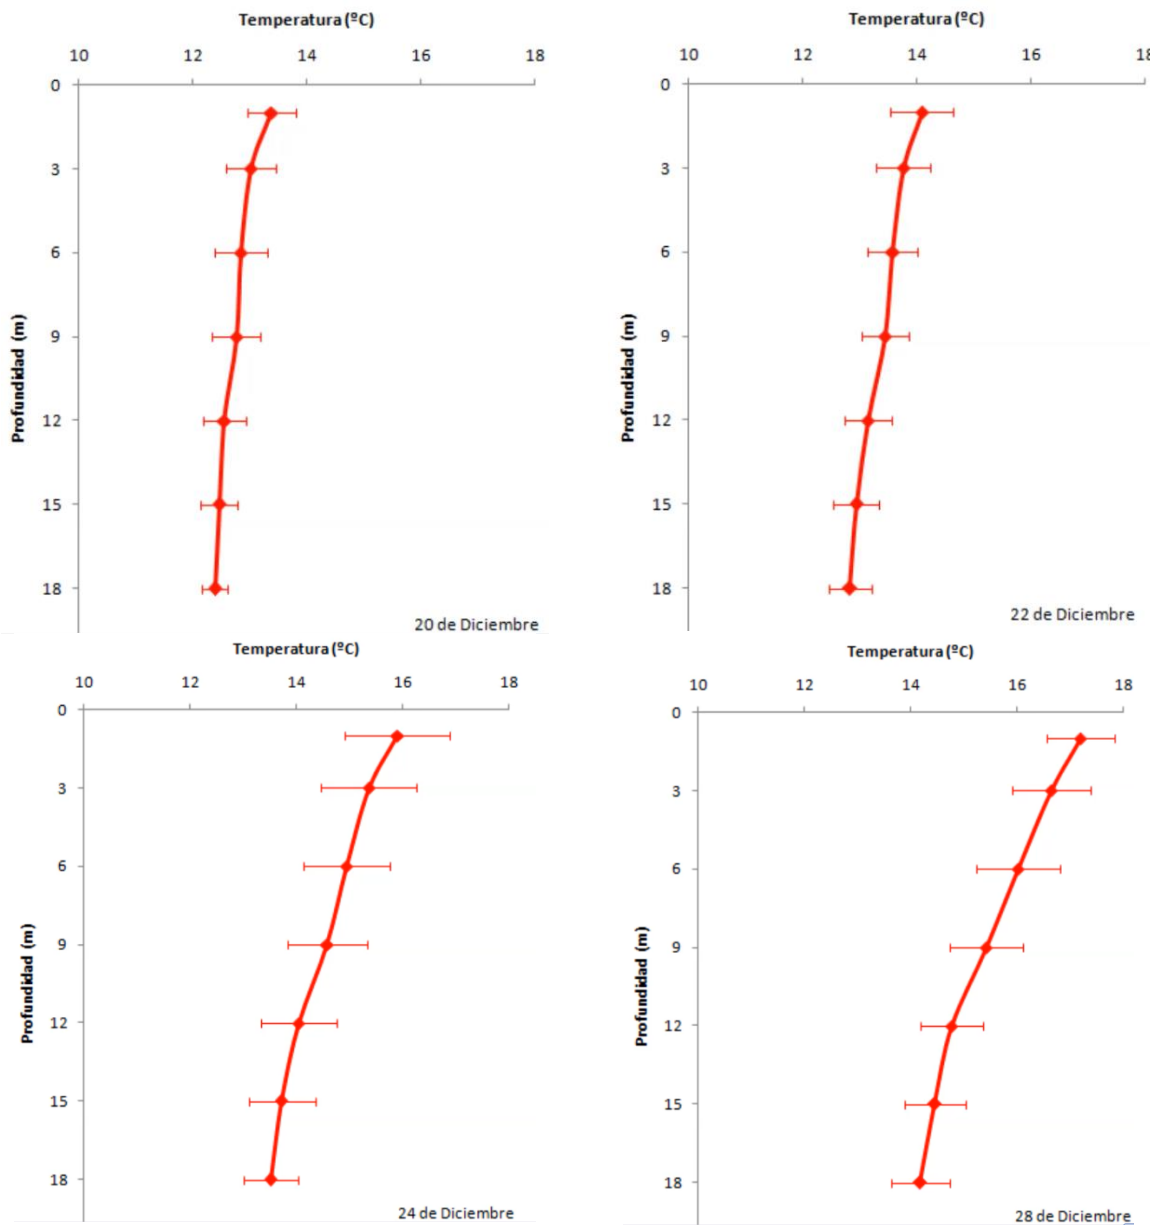 Temperatura (ºC)
10 12 14 16 18
0
3
6
9
12
15
18
Profundidad (m)
20 de Diciembre
Temperatura (ºC)
10 12 14 16 18
0
3
6
9
12
15
18
Profundidad (m)
22 de Diciembre
Temperatura (ºC)
10 12 14 16 18
0
3
6
9
12
15
18
Profundidad (m)
24 de Diciembre
Temperatura (ºC)
10 12 14 16 18
0
3
6
9
12
15
18
Profundidad (m)
28 de Diciembre